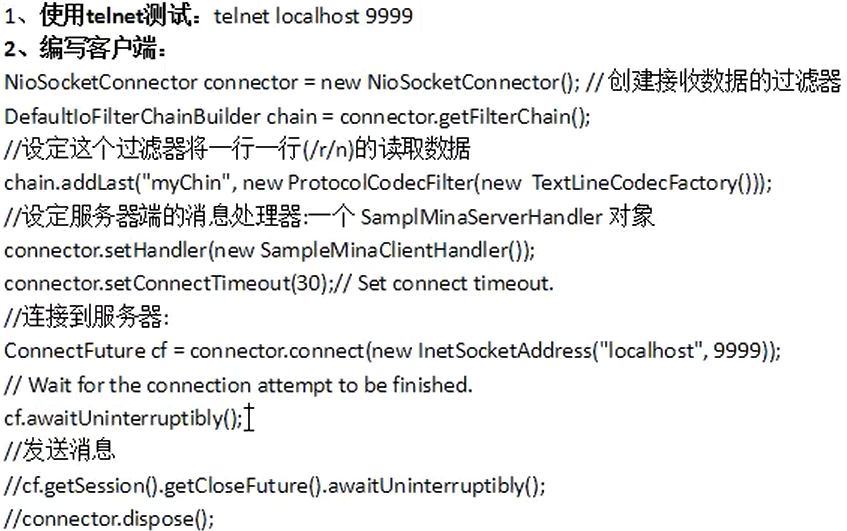 1、使用telnet测试：telnet localhost 9999
2、编写客户端：
NioSocketConnector connector = new NioSocketConnector(); // 创建接收数据的过滤器
DefaultIoFilterChainBuilder chain = connector.getFilterChain();
//设定这个过滤器将一行一行(/r/n)的读取数据
chain.addLast("myChin", new ProtocolCodecFilter(new  TextLineCodecFactory()));
//设定服务器端的消息处理器:一个 SamplMinaServerHandler 对象
connector.setHandler(new SampleMinaClientHandler());
connector.setConnectTimeout(30);// Set connect timeout.
//连接到服务器:
ConnectFuture cf = connector.connect(new InetSocketAddress("localhost", 9999));
// Wait for the connection attempt to be finished.
cf.awaitUninterruptibly();
//发送消息
//cf.getSession().getCloseFuture().awaitUninterruptibly();
//connector.dispose();